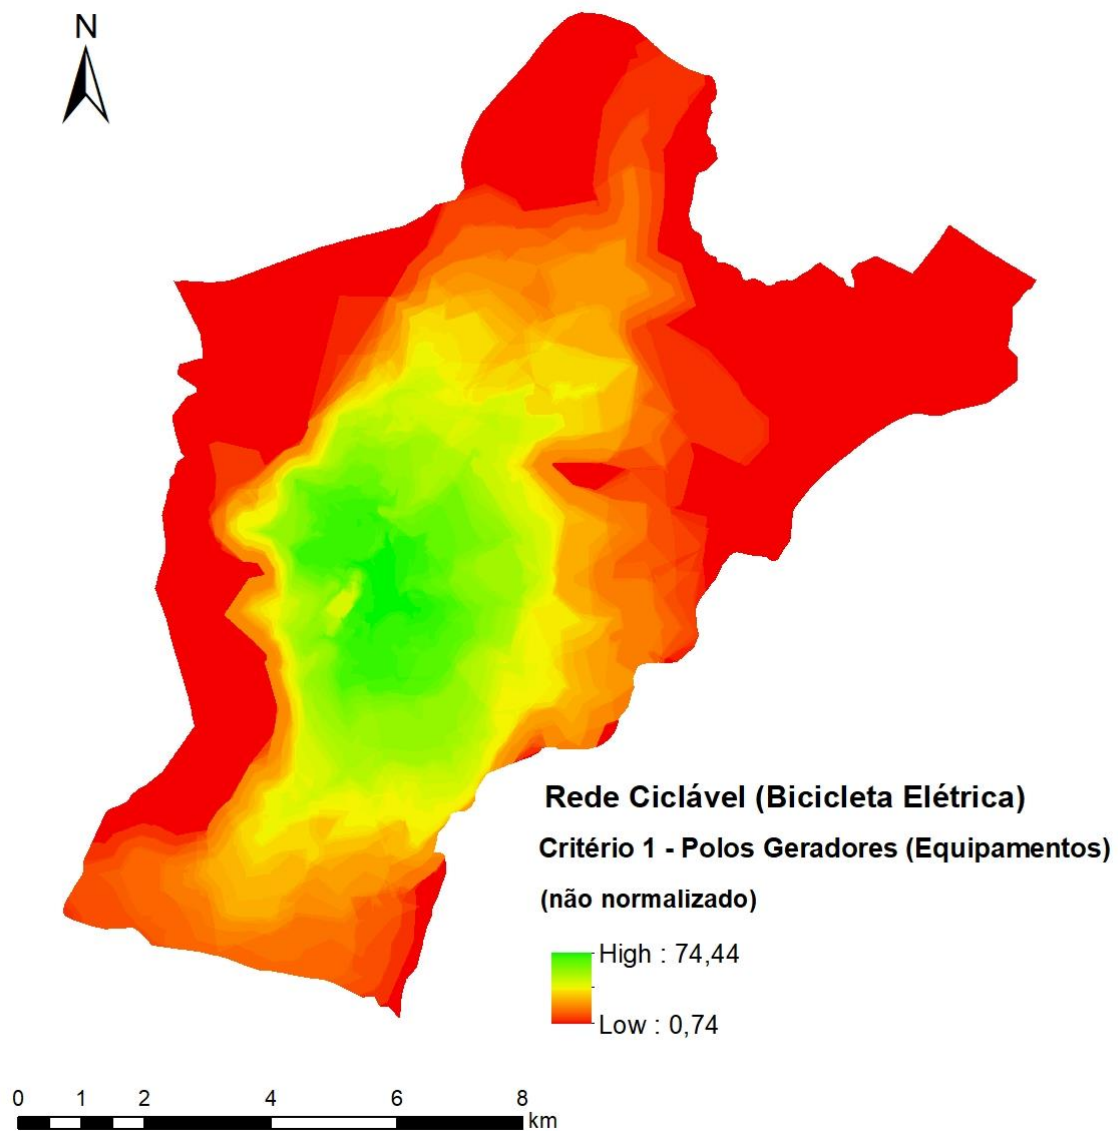 N
Rede Ciclável (Bicicleta Elétrica)
Critério 1 - Polos Geradores (Equipamentos)
(não normalizado)
High : 74,44
Low : 0,74
0 1 2 4 6 8
km